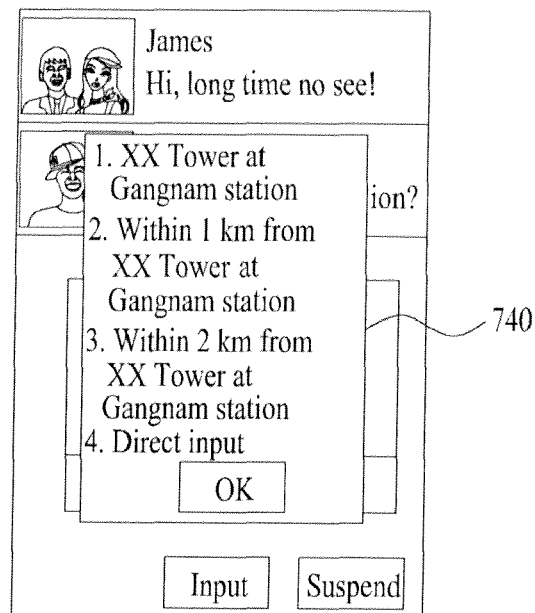 James
Hi, long time no see!
ion?
1. XX Tower at
Gangnam station
2. Within 1 km from
XX Tower at
Gangnam station
3. Within 2 km from
XX Tower at
Gangnam station
4. Direct input
OK
740
Input
Suspend